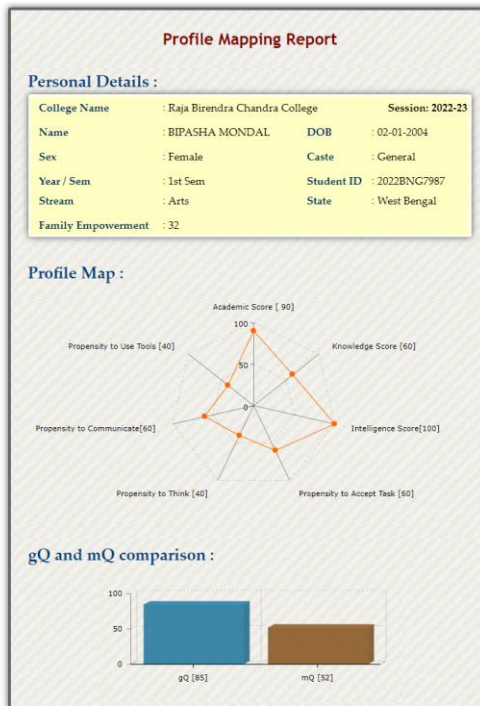 Profile Mapping Report
Personal Details :
College Name : Raja Birendra Chandra College Session: 2022-23
Name : BIPASHA MONDAL DOB : 02-01-2004
Sex : Female Caste : General
Year / Sem : 1st Sem Student ID : 2022BNG7987
Stream : Arts State : West Bengal
Family Empowerment : 32
Profile Map :
Academic Score [ 90]
100
Propensity to Use Tools [40] Knowledge Score [60]
50
0
Propensity to Communicate[60] Intelligence Score[100]
Propensity to Think [40] Propensity to Accept Task [60]
gQ and mQ comparison :
100
50
0
gQ [85] mQ [52]